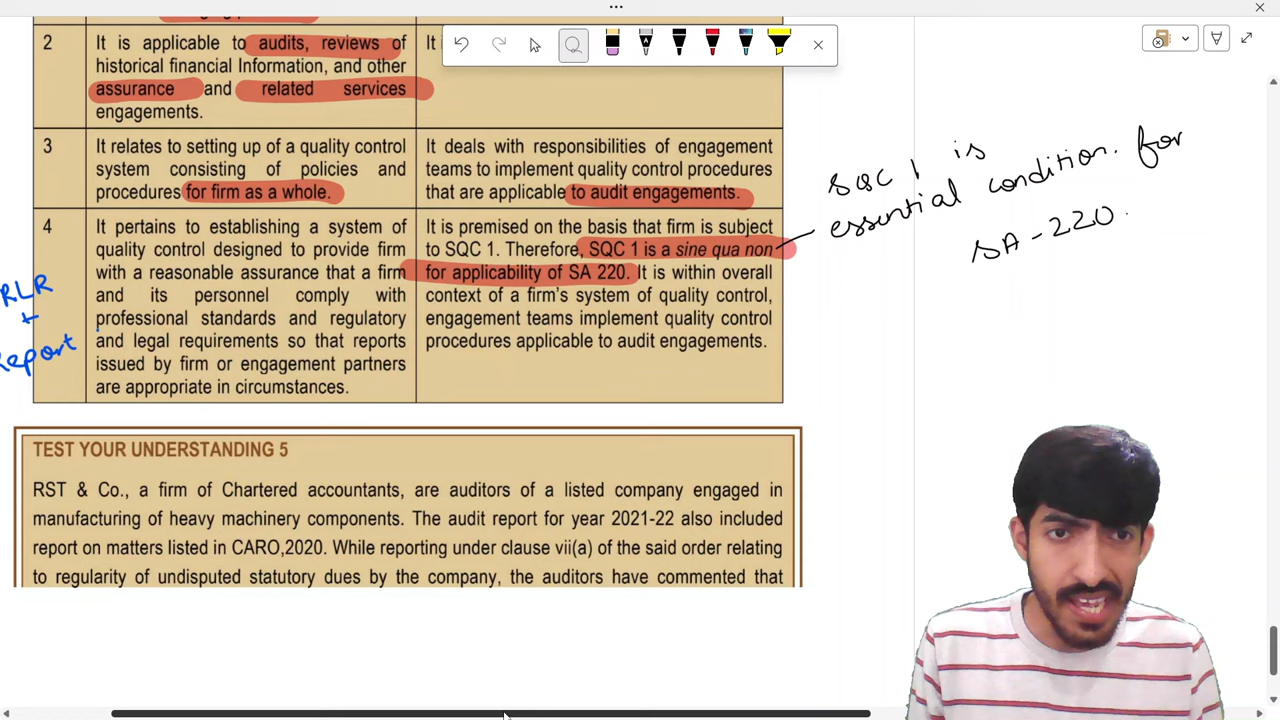 2
It is applicable to audits, reviews of
historical financial Information, and other
assurance and related services
engagements.
It i
3
It relates to setting up of a quality control
system consisting of policies and
procedures for firm as a whole.
It deals with responsibilities of engagement
teams to implement quality control procedures
that are applicable to audit engagements.
4
It pertains to establishing a system of
quality control designed to provide firm
with a reasonable assurance that a firm
and its personnel comply with
professional standards and regulatory
and legal requirements so that reports
issued by firm or engagement partners
are appropriate in circumstances.
It is premised on the basis that firm is subject
to SQC 1. Therefore, SQC 1 is a sine qua non
for applicability of SA 220. It is within overall
context of a firm's system of quality control,
engagement teams implement quality control
procedures applicable to audit engagements.
SQC 1 is
essential condition. for
SA - 220.
RLR
+
Report
TEST YOUR UNDERSTANDING 5
RST & Co., a firm of Chartered accountants, are auditors of a listed company engaged in
manufacturing of heavy machinery components. The audit report for year 2021-22 also included
report on matters listed in CARO,2020. While reporting under clause vii(a) of the said order relating
to regularity of undisputed statutory dues by the company, the auditors have commented that